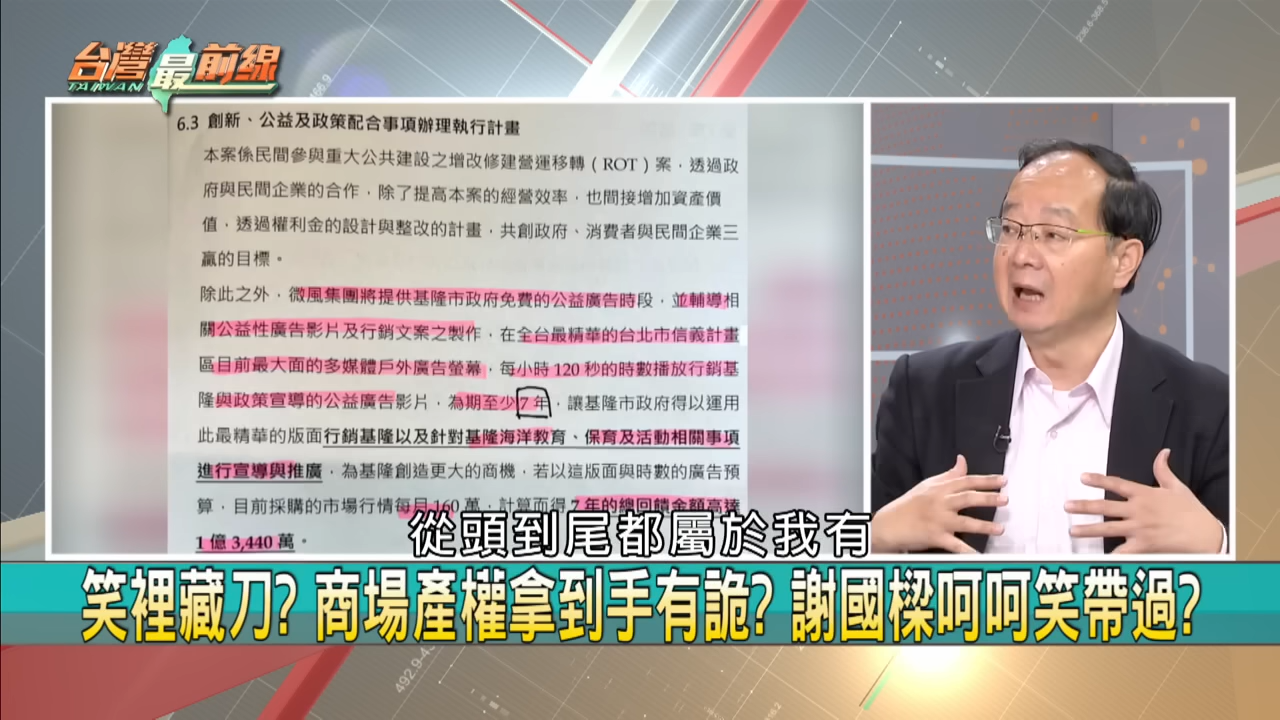 台灣最前線
TAIWAN
6.3 創新、公益及政策配合事項辦理執行計畫
本案係民間參與重大公共建設之增改修建營運移轉（ROT）案，透過政
府與民間企業的合作，除了提高本案的經營效率，也間接增加資產價
值，透過權利金的設計與整改的計畫，共創政府、消費者與民間企業三
贏的目標。
除此之外，微風集團將提供基隆市政府免費的公益廣告時段，並輔導相
關公益性廣告影片及行銷文案之製作，在全台最精華的台北市信義計畫
區目前最大面的多媒體戶外廣告螢幕，每小時 120 秒的時數播放行銷基
隆與政策宣導的公益廣告影片，為期至少 7 年，讓基隆市政府得以運用
此最精華的版面行銷基隆以及針對基隆海洋教育、保育及活動相關事項
進行宣導與推廣，為基隆創造更大的商機，若以這版面與時數的廣告預
算，目前採購的市場行情每月 160 萬，計算而得 7 年的總回饋金額高達
1 億 3,440 萬。
從頭到尾都屬於我有
笑裡藏刀? 商場產權拿到手有詭? 謝國樑呵呵笑帶過?
492.9-4